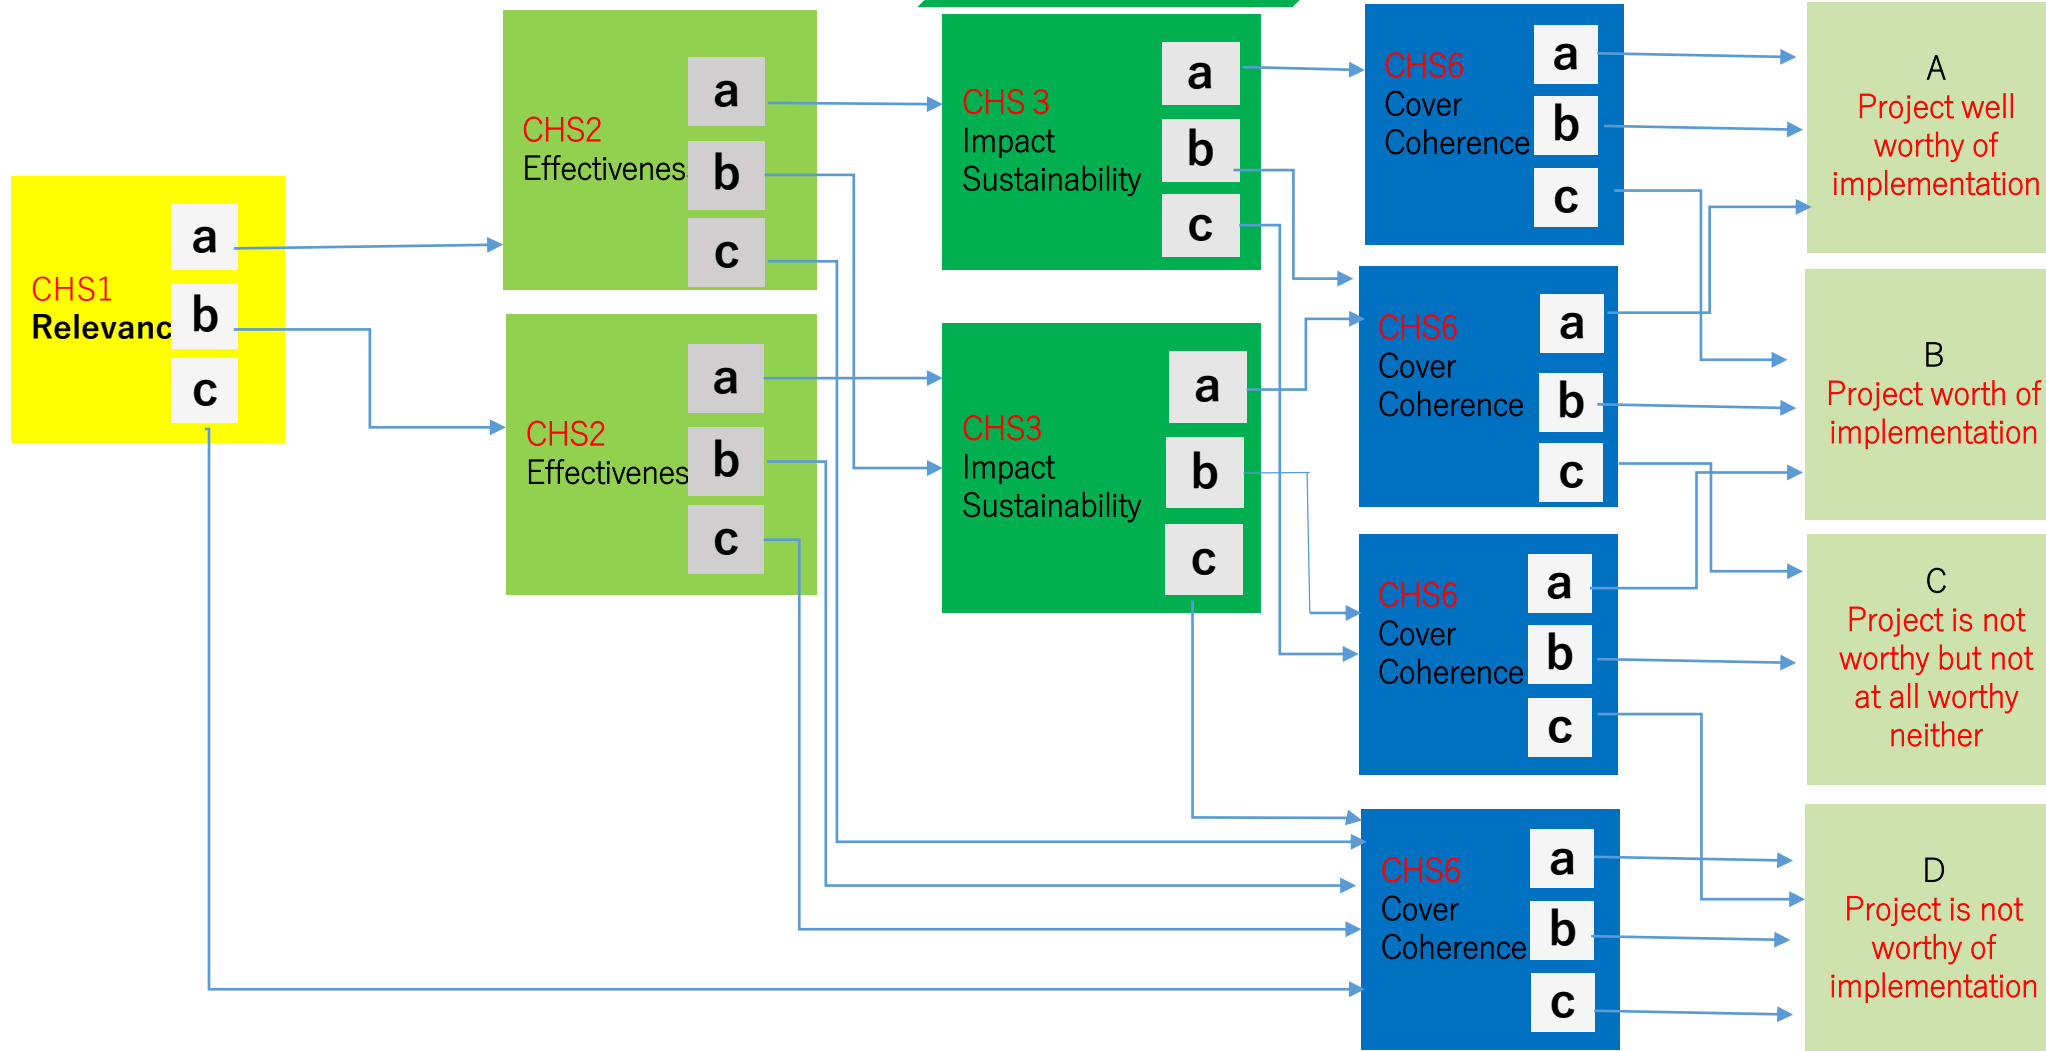 CHS1
Relevanc
a
b
c
CHS2
Effectiveness
a
b
c
CHS2
Effectiveness
a
b
c
CHS 3
Impact
Sustainability
a
b
c
CHS3
Impact
Sustainability
a
b
c
CHS6
Cover
Coherence
a
b
c
CHS6
Cover
Coherence
a
b
c
CHS6
Cover
Coherence
a
b
c
CHS6
Cover
Coherence
a
b
c
A
Project well
worthy of
implementation
B
Project worth of
implementation
C
Project is not
worthy but not
at all worthy
neither
D
Project is not
worthy of
implementation